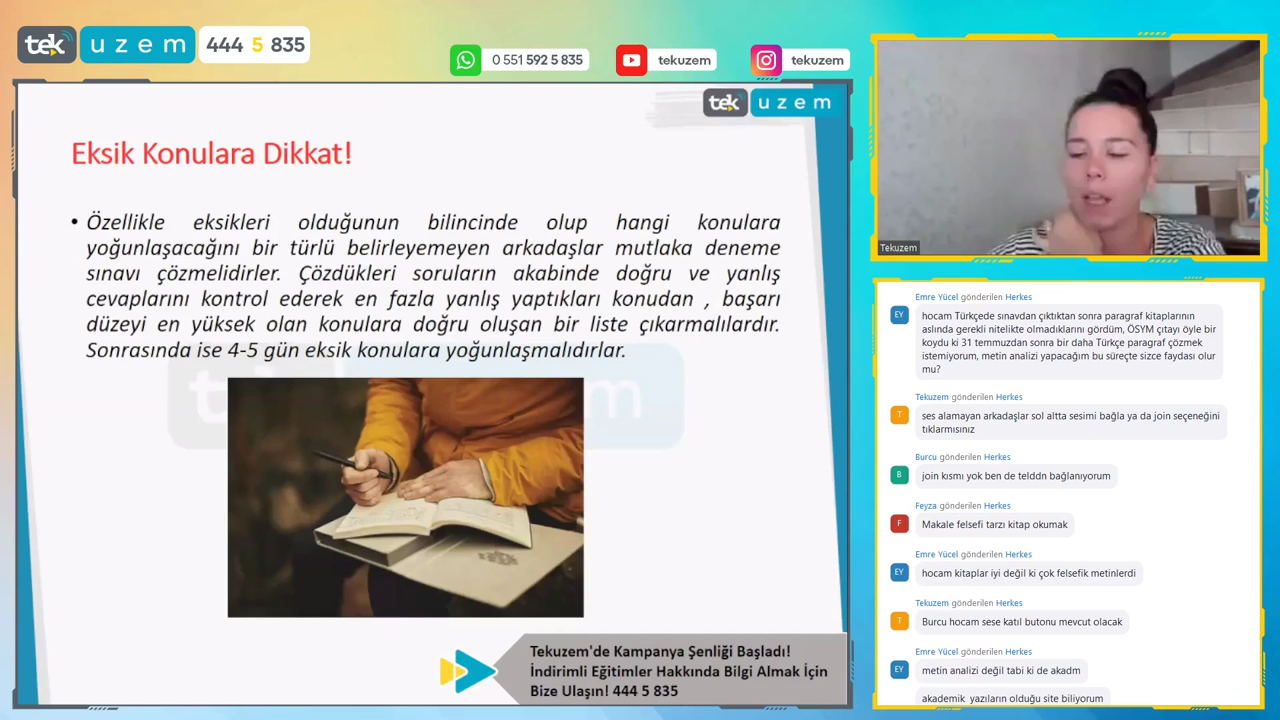 tek uzem 444 5 835
0 551 592 5 835
tekuzem
tekuzem
tek uzem
Eksik Konulara Dikkat!
• Özellikle eksikleri olduğunun bilincinde olup hangi konulara
yoğunlaşacağını bir türlü belirleyemeyen arkadaşlar mutlaka deneme
sınavı çözmelidirler. Çözdükleri soruların akabinde doğru ve yanlış
cevaplarını kontrol ederek en fazla yanlış yaptıkları konudan , başarı
düzeyi en yüksek olan konulara doğru oluşan bir liste çıkarmalılardır.
Sonrasında ise 4-5 gün eksik konulara yoğunlaşmalıdırlar.
Tekuzem'de Kampanya Şenliği Başladı!
İndirimli Eğitimler Hakkında Bilgi Almak İçin
Bize Ulaşın! 444 5 835
Tekuzem
Emre Yücel gönderilen Herkes
EY
hocam Türkçede sınavdan çıktıktan sonra paragraf kitaplarının
aslında gerekli nitelikte olmadıklarını gördüm, ÖSYM çıtayı öyle bir
koydu ki 31 temmuzdan sonra bir daha Türkçe paragraf çözmek
istemiyorum, metin analizi yapacağım bu süreçte sizce faydası olur
mu?
Tekuzem gönderilen Herkes
T
ses alamayan arkadaşlar sol altta sesimi bağla ya da join seçeneğini
tıklarmısınız
Burcu gönderilen Herkes
B
join kısmı yok ben de telddn bağlanıyorum
Feyza gönderilen Herkes
F
Makale felsefi tarzı kitap okumak
Emre Yücel gönderilen Herkes
EY
hocam kitaplar iyi değil ki çok felsefik metinlerdi
Tekuzem gönderilen Herkes
T
Burcu hocam sese katıl butonu mevcut olacak
Emre Yücel gönderilen Herkes
EY
metin analizi değil tabi ki de akadm
akademik yazıların olduğu site biliyorum